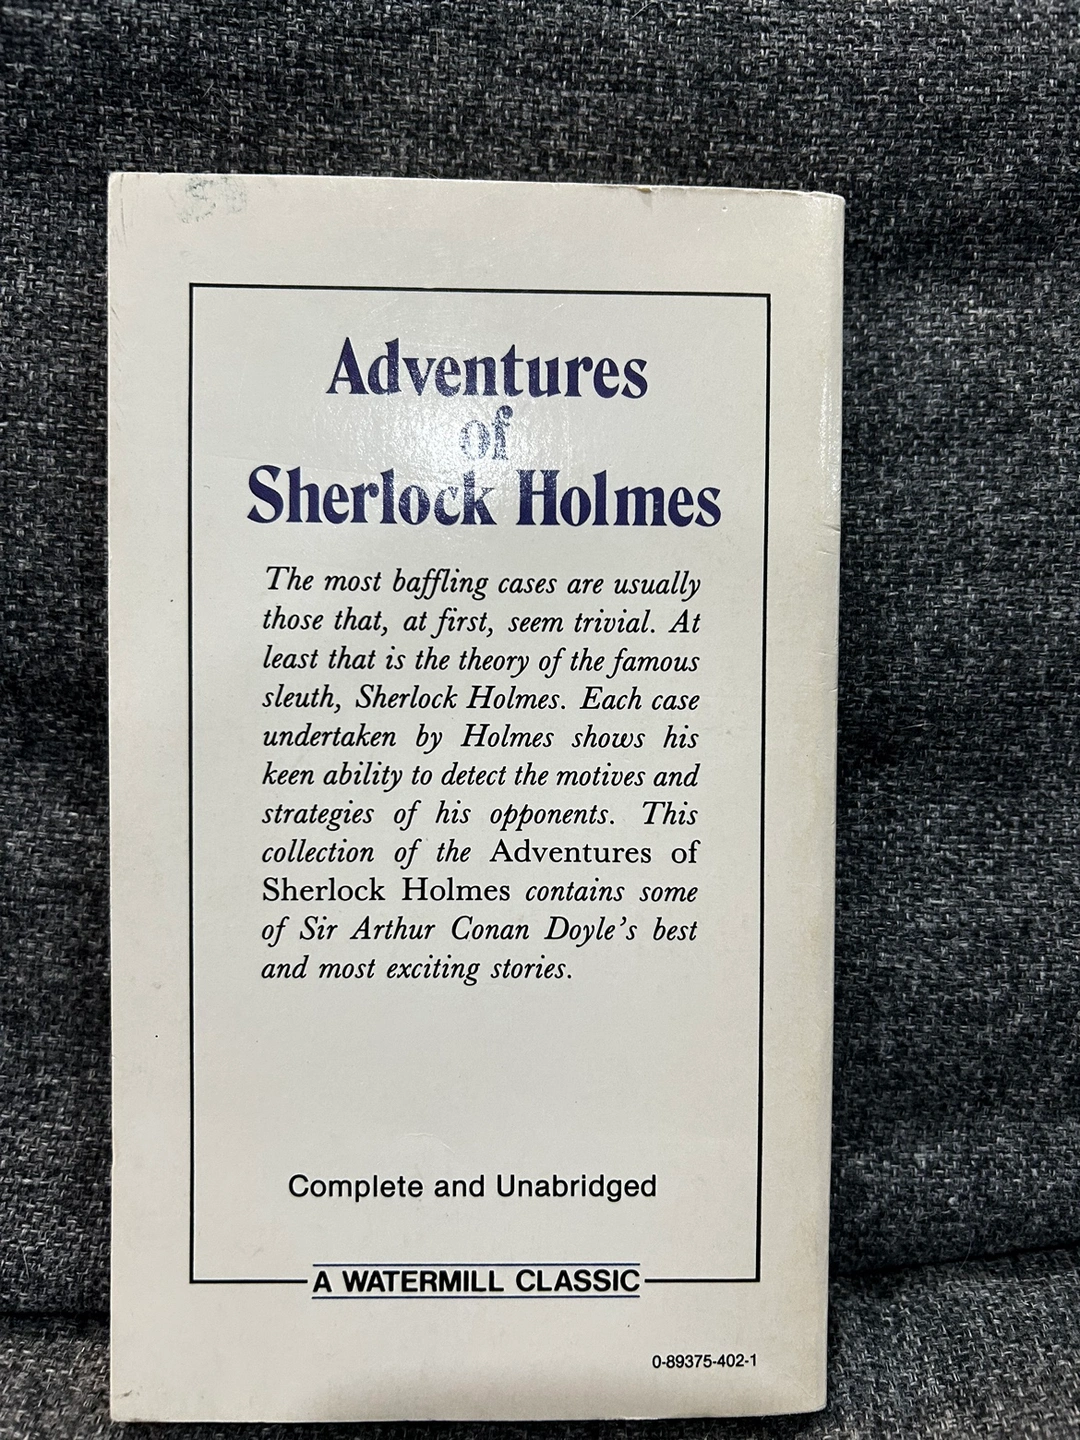 Adventures
of
Sherlock Holmes
The most baffling cases are usually
those that, at first, seem trivial. At
least that is the theory of the famous
sleuth, Sherlock Holmes. Each case
undertaken by Holmes shows his
keen ability to detect the motives and
strategies of his opponents. This
collection of the Adventures of
Sherlock Holmes contains some
of Sir Arthur Conan Doyle's best
and most exciting stories.
Complete and Unabridged
A WATERMILL CLASSIC
0-89375-402-1